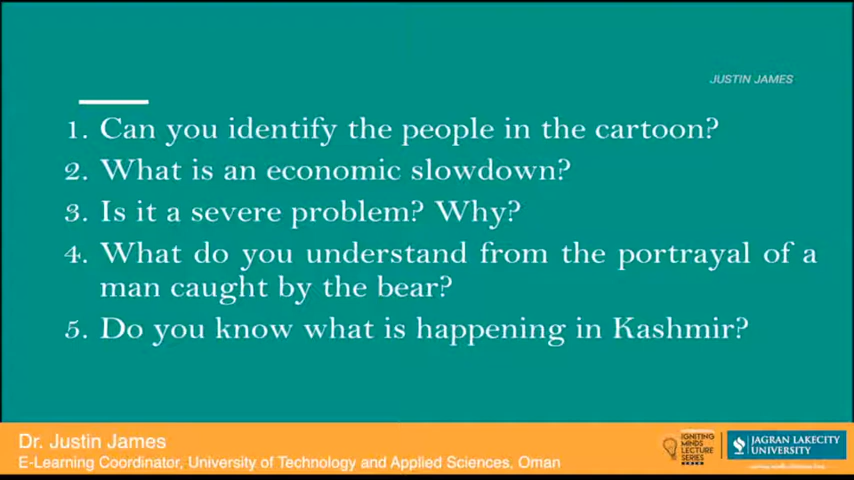 JUSTIN JAMES
1. Can you identify the people in the cartoon?
2. What is an economic slowdown?
3. Is it a severe problem? Why?
4. What do you understand from the portrayal of a
man caught by the bear?
5. Do you know what is happening in Kashmir?
Dr. Justin James
E-Learning Coordinator, University of Technology and Applied Sciences, Oman
IGNITING
MINDS
LECTURE
SERIES
JAGRAN LAKECITY
UNIVERSITY